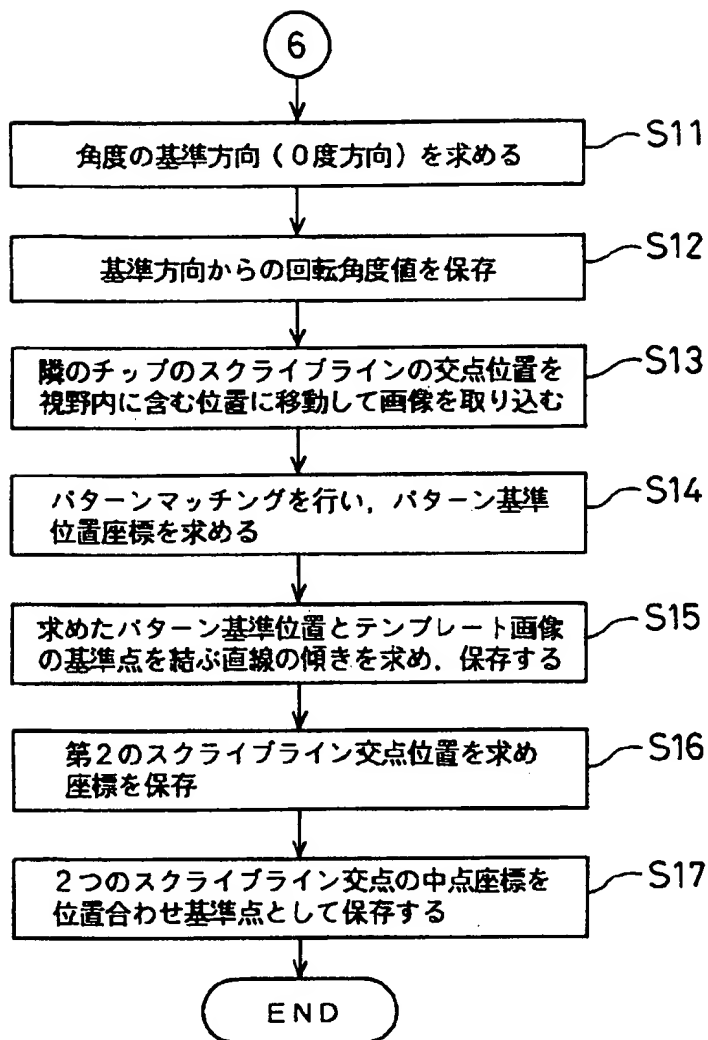 6
角度の基準方向(0度方向)を求める
S11
基準方向からの回転角度値を保存
S12
隣のチップのスクライブラインの交点位置を
視野内に含む位置に移動して画像を取り込む
S13
パターンマッチングを行い,パターン基準
位置座標を求める
S14
求めたパターン基準位置とテンプレート画像
の基準点を結ぶ直線の傾きを求め,保存する
S15
第2のスクライブライン交点位置を求め
座標を保存
S16
2つのスクライブライン交点の中点座標を
位置合わせ基準点として保存する
S17
END